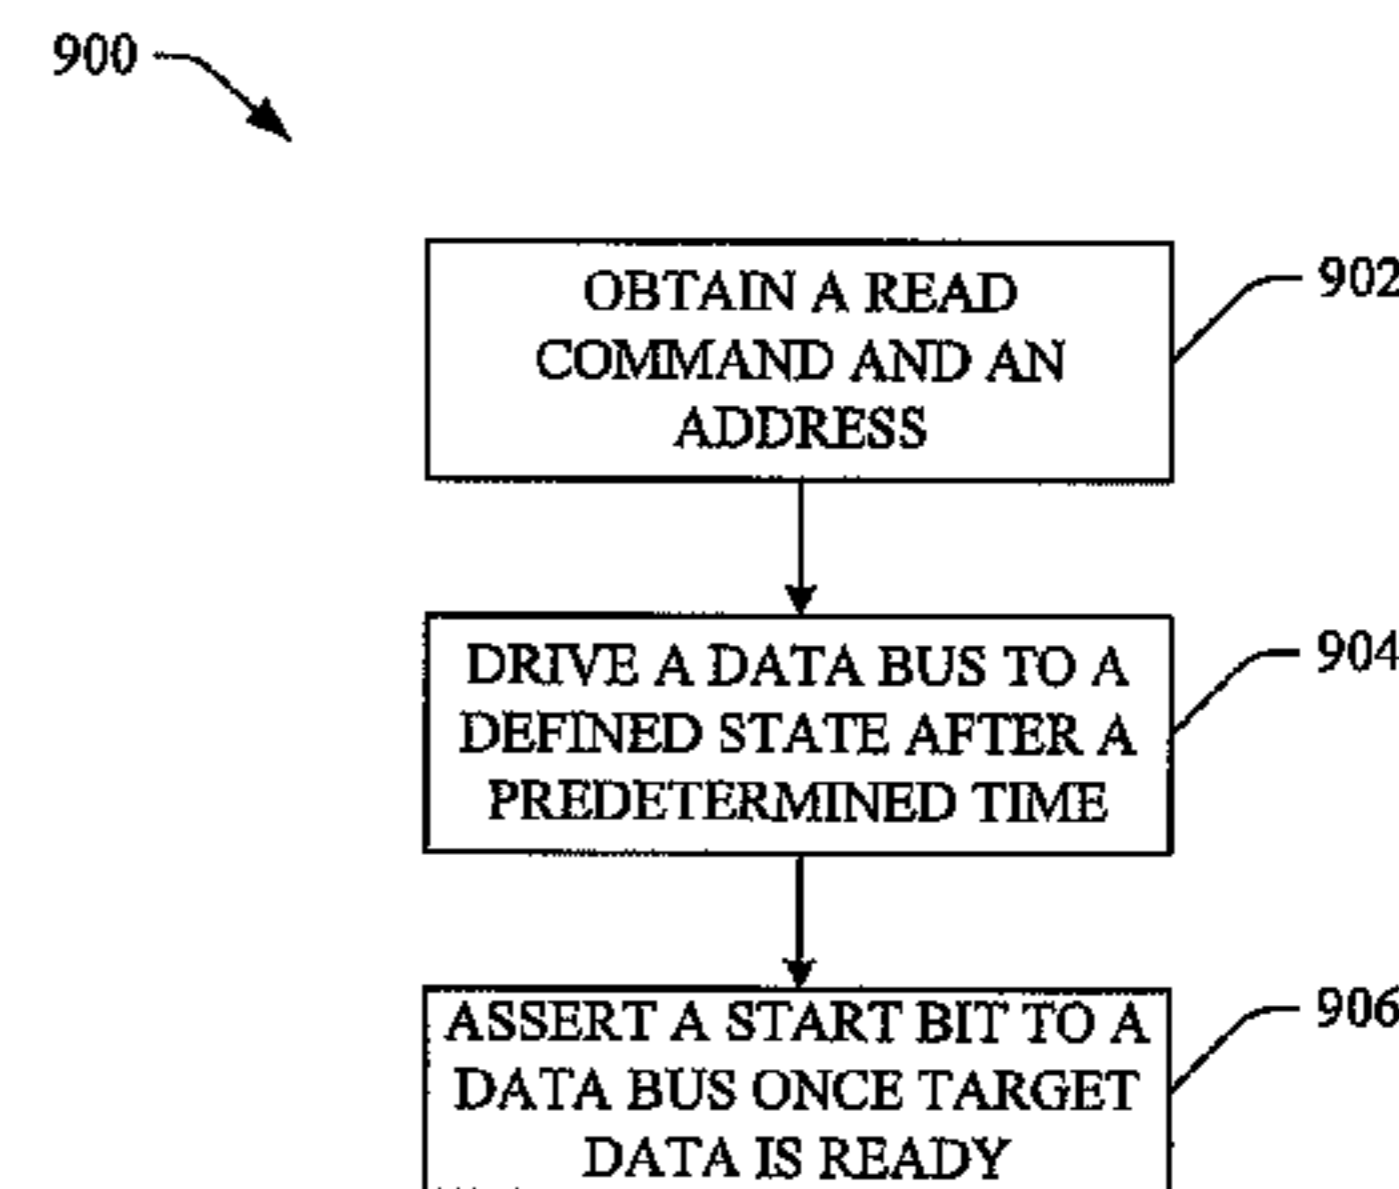 900
OBTAIN A READ
COMMAND AND AN
ADDRESS
902
DRIVE A DATA BUS TO A
DEFINED STATE AFTER A
PREDETERMINED TIME
904
ASSERT A START BIT TO A
DATA BUS ONCE TARGET
DATA IS READY
906